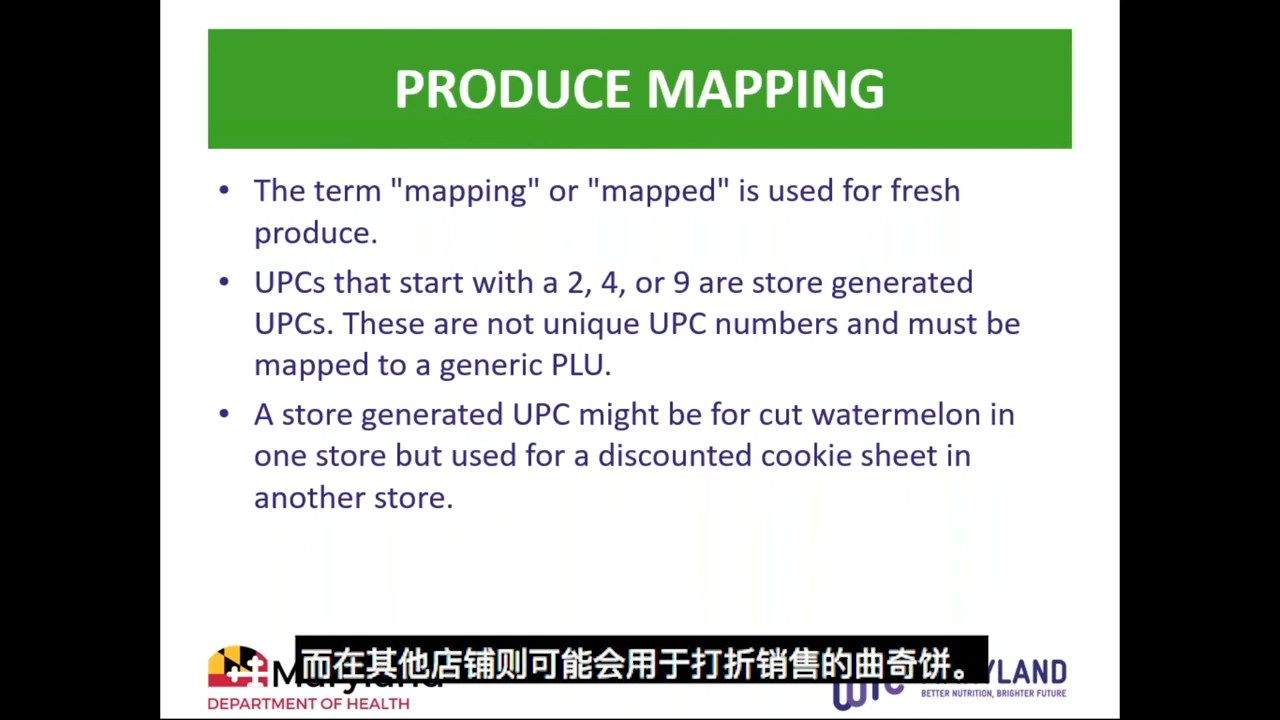 PRODUCE MAPPING
• The term "mapping" or "mapped" is used for fresh
produce.
• UPCs that start with a 2, 4, or 9 are store generated
UPCs. These are not unique UPC numbers and must be
mapped to a generic PLU.
• A store generated UPC might be for cut watermelon in
one store but used for a discounted cookie sheet in
another store.
而在其他店铺则可能会用于打折销售的曲奇饼。
DEPARTMENT OF HEALTH
BETTER NUTRITION, BRIGHTER FUTURE